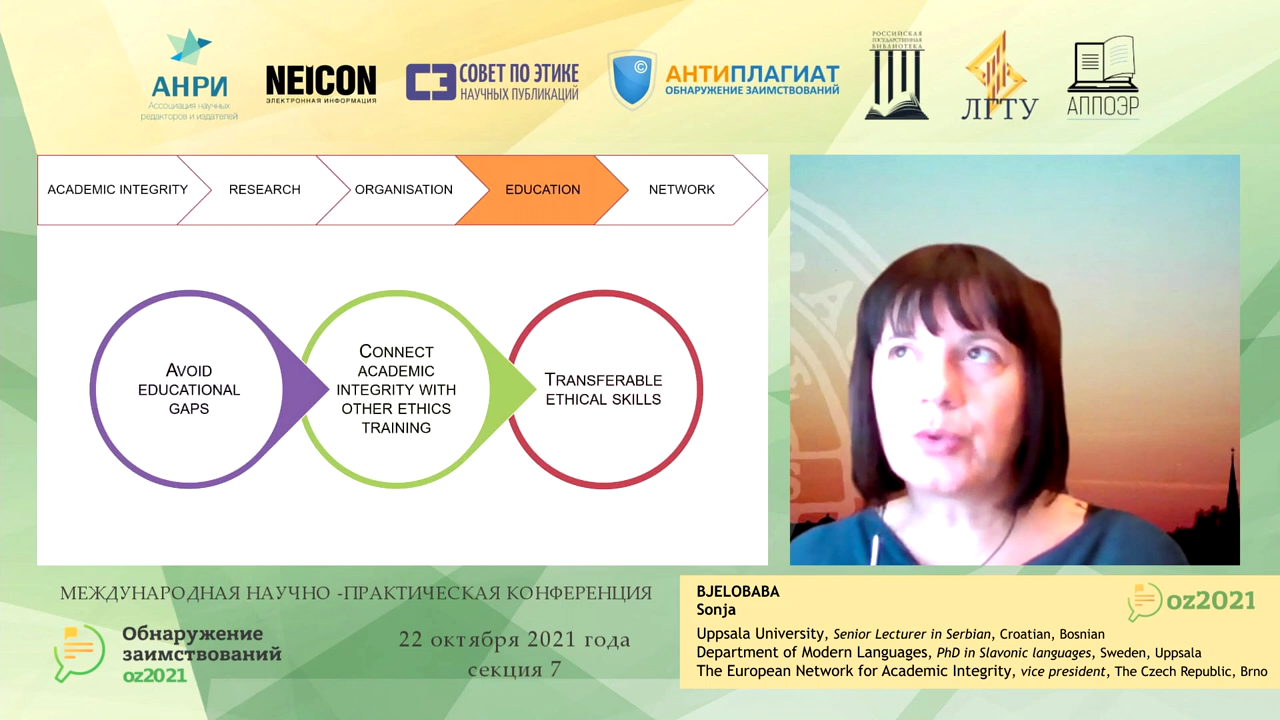 АНРИ
Ассоциация научных
редакторов и издателей
NEICON
ЭЛЕКТРОННАЯ ИНФОРМАЦИЯ
СЭ
СОВЕТ ПО ЭТИКЕ
НАУЧНЫХ ПУБЛИКАЦИЙ
©
АНТИПЛАГИАТ
ОБНАРУЖЕНИЕ ЗАИМСТВОВАНИЙ
РОССИЙСКАЯ
ГОСУДАРСТВЕННАЯ
БИБЛИОТЕКА
ЛГТУ
АППОЭР
ACADEMIC INTEGRITY
RESEARCH
ORGANISATION
EDUCATION
NETWORK
AVOID
EDUCATIONAL
GAPS
CONNECT
ACADEMIC
INTEGRITY WITH
OTHER ETHICS
TRAINING
TRANSFERABLE
ETHICAL SKILLS
МЕЖДУНАРОДНАЯ НАУЧНО -ПРАКТИЧЕСКАЯ КОНФЕРЕНЦИЯ
Обнаружение
заимствований
oz2021
22 октября 2021 года
секция 7
BJELOBABA
Sonja
oz2021
Uppsala University, Senior Lecturer in Serbian, Croatian, Bosnian
Department of Modern Languages, PhD in Slavonic languages, Sweden, Uppsala
The European Network for Academic Integrity, vice president, The Czech Republic, Brno